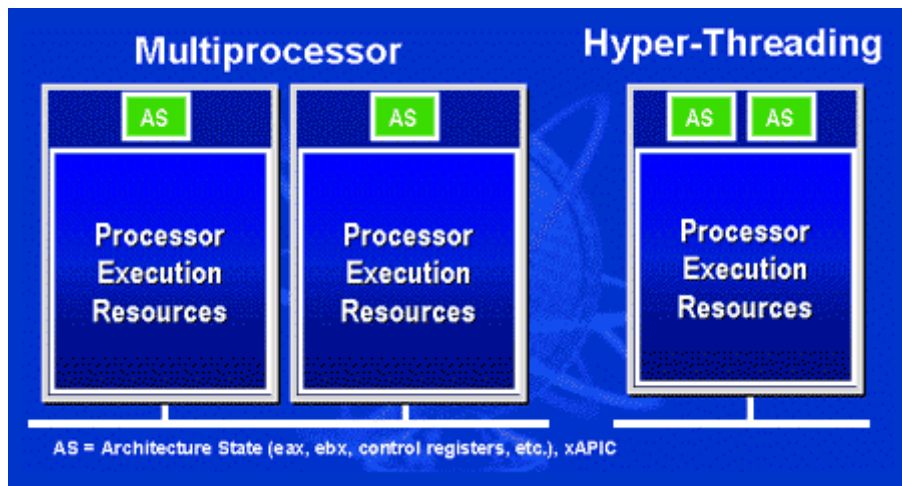 Multiprocessor
Hyper-Threading
AS
AS
AS
AS
Processor
Execution
Resources
Processor
Execution
Resources
Processor
Execution
Resources
AS = Architecture State (eax, ebx, control registers, etc.), xAPIC